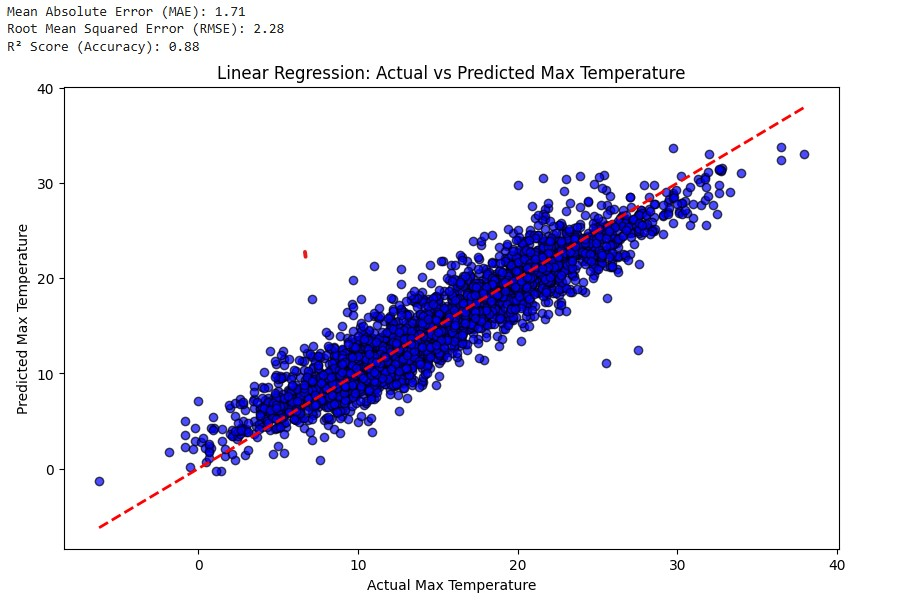 Mean Absolute Error (MAE): 1.71
Root Mean Squared Error (RMSE): 2.28
R² Score (Accuracy): 0.88
Linear Regression: Actual vs Predicted Max Temperature
40
30
20
10
0
Predicted Max Temperature
0 10 20 30 40
Actual Max Temperature